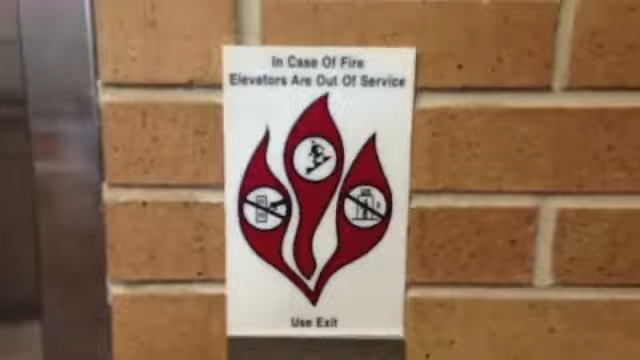 In Case Of Fire
Elevators Are Out Of Service
Use Exit